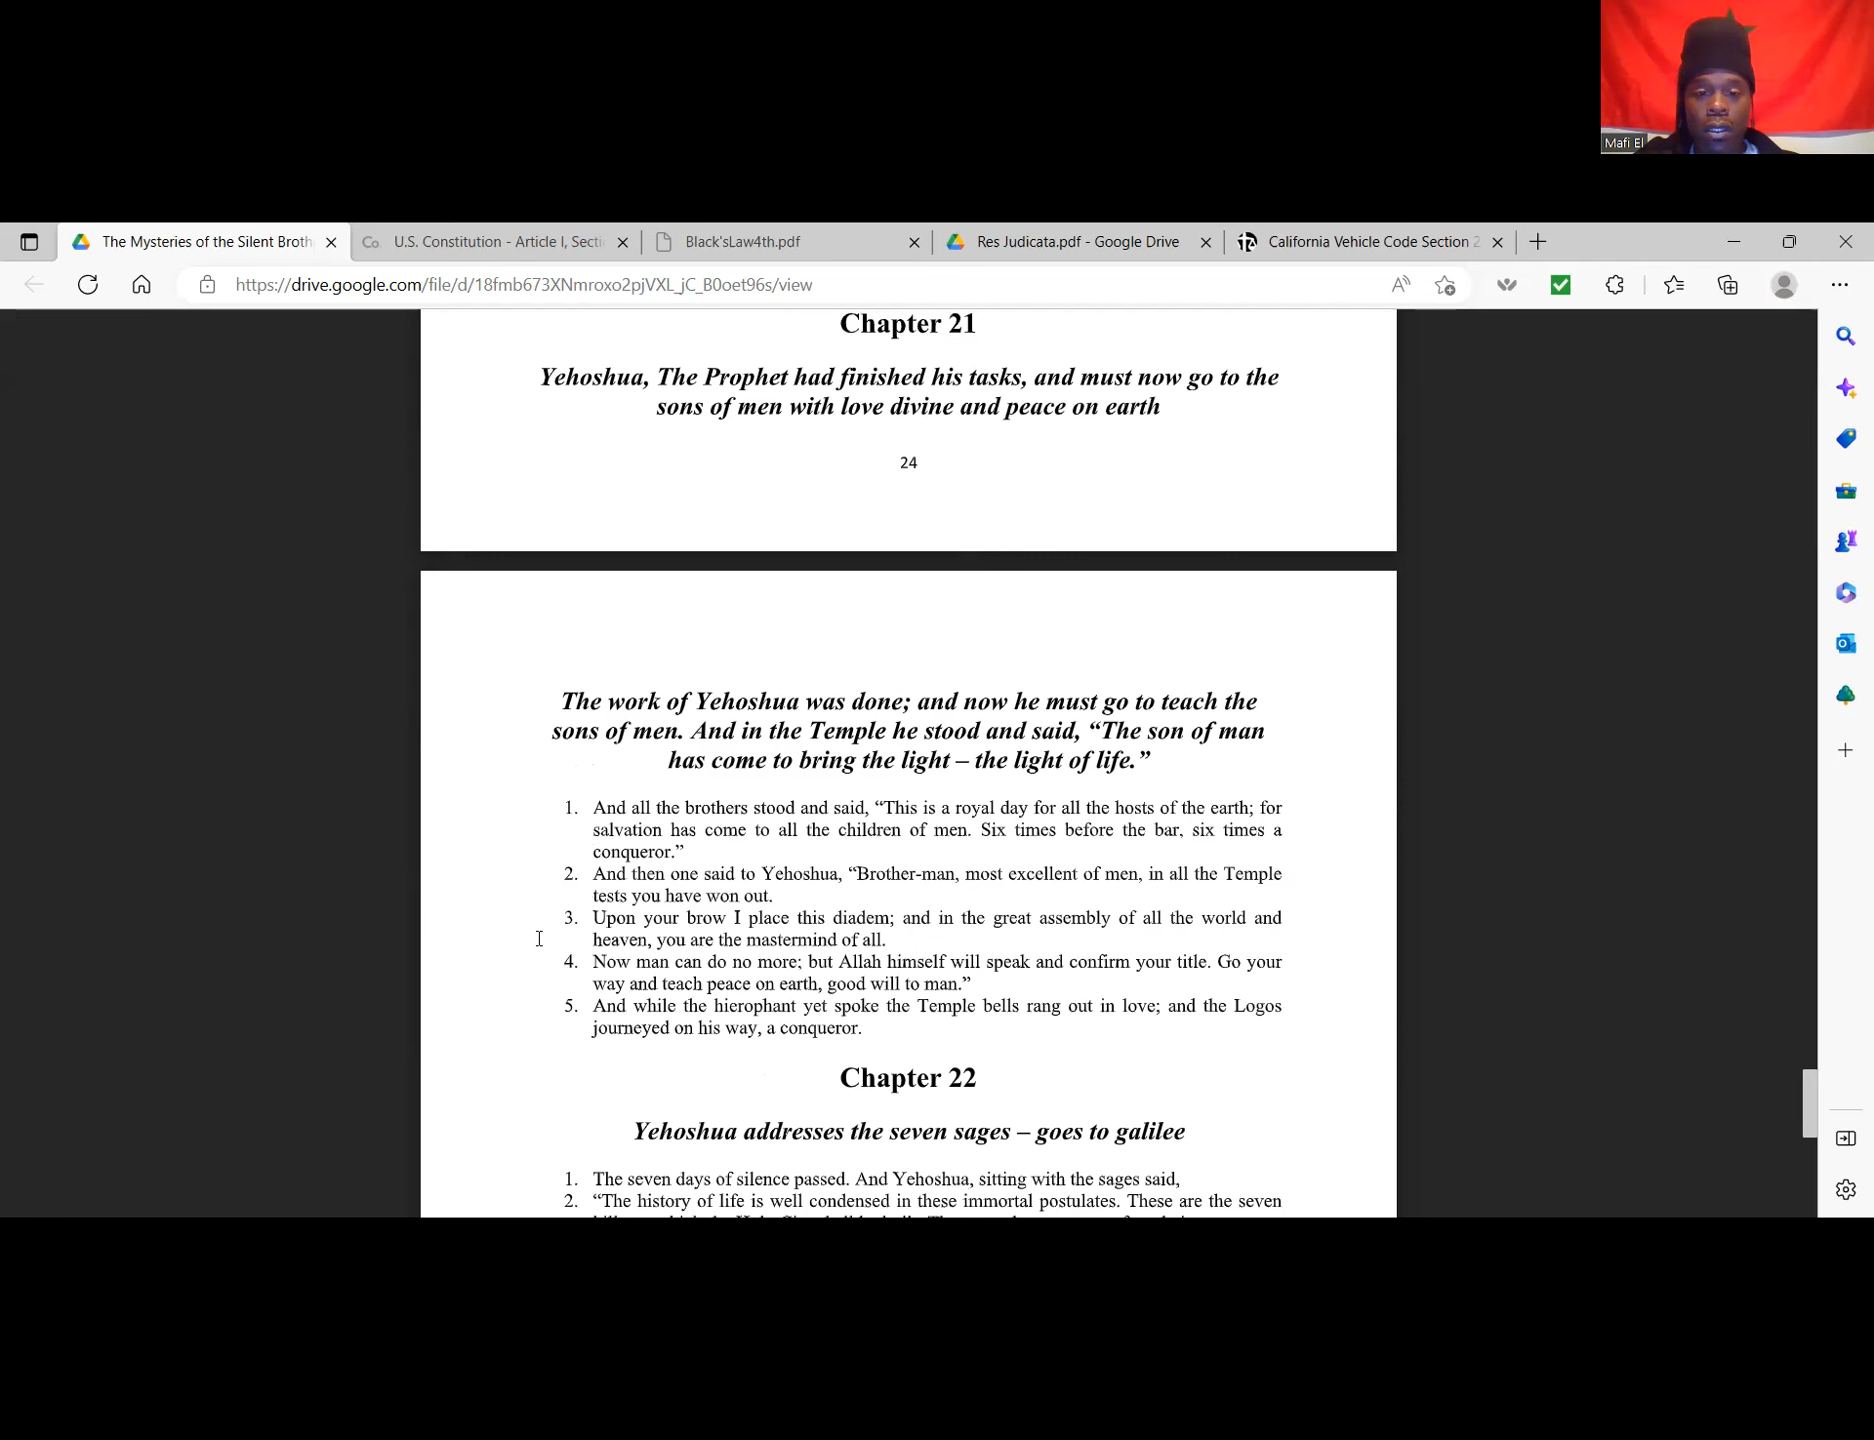 Mafi El
The Mysteries of the Silent Broth
U.S. Constitution - Article I, Secti
Black'sLaw4th.pdf
Res Judicata.pdf - Google Drive
California Vehicle Code Section 2
https://drive.google.com/file/d/18fmb673XNmroxo2pjVXL_jC_B0oet96s/view
Chapter 21
Yehoshua, The Prophet had finished his tasks, and must now go to the
sons of men with love divine and peace on earth
24
The work of Yehoshua was done; and now he must go to teach the
sons of men. And in the Temple he stood and said, “The son of man
has come to bring the light – the light of life.”
1. And all the brothers stood and said, “This is a royal day for all the hosts of the earth; for
salvation has come to all the children of men. Six times before the bar, six times a
conqueror.”
2. And then one said to Yehoshua, “Brother-man, most excellent of men, in all the Temple
tests you have won out.
3. Upon your brow I place this diadem; and in the great assembly of all the world and
heaven, you are the mastermind of all.
4. Now man can do no more; but Allah himself will speak and confirm your title. Go your
way and teach peace on earth, good will to man.”
5. And while the hierophant yet spoke the Temple bells rang out in love; and the Logos
journeyed on his way, a conqueror.
Chapter 22
Yehoshua addresses the seven sages – goes to galilee
1. The seven days of silence passed. And Yehoshua, sitting with the sages said,
2. “The history of life is well condensed in these immortal postulates. These are the seven